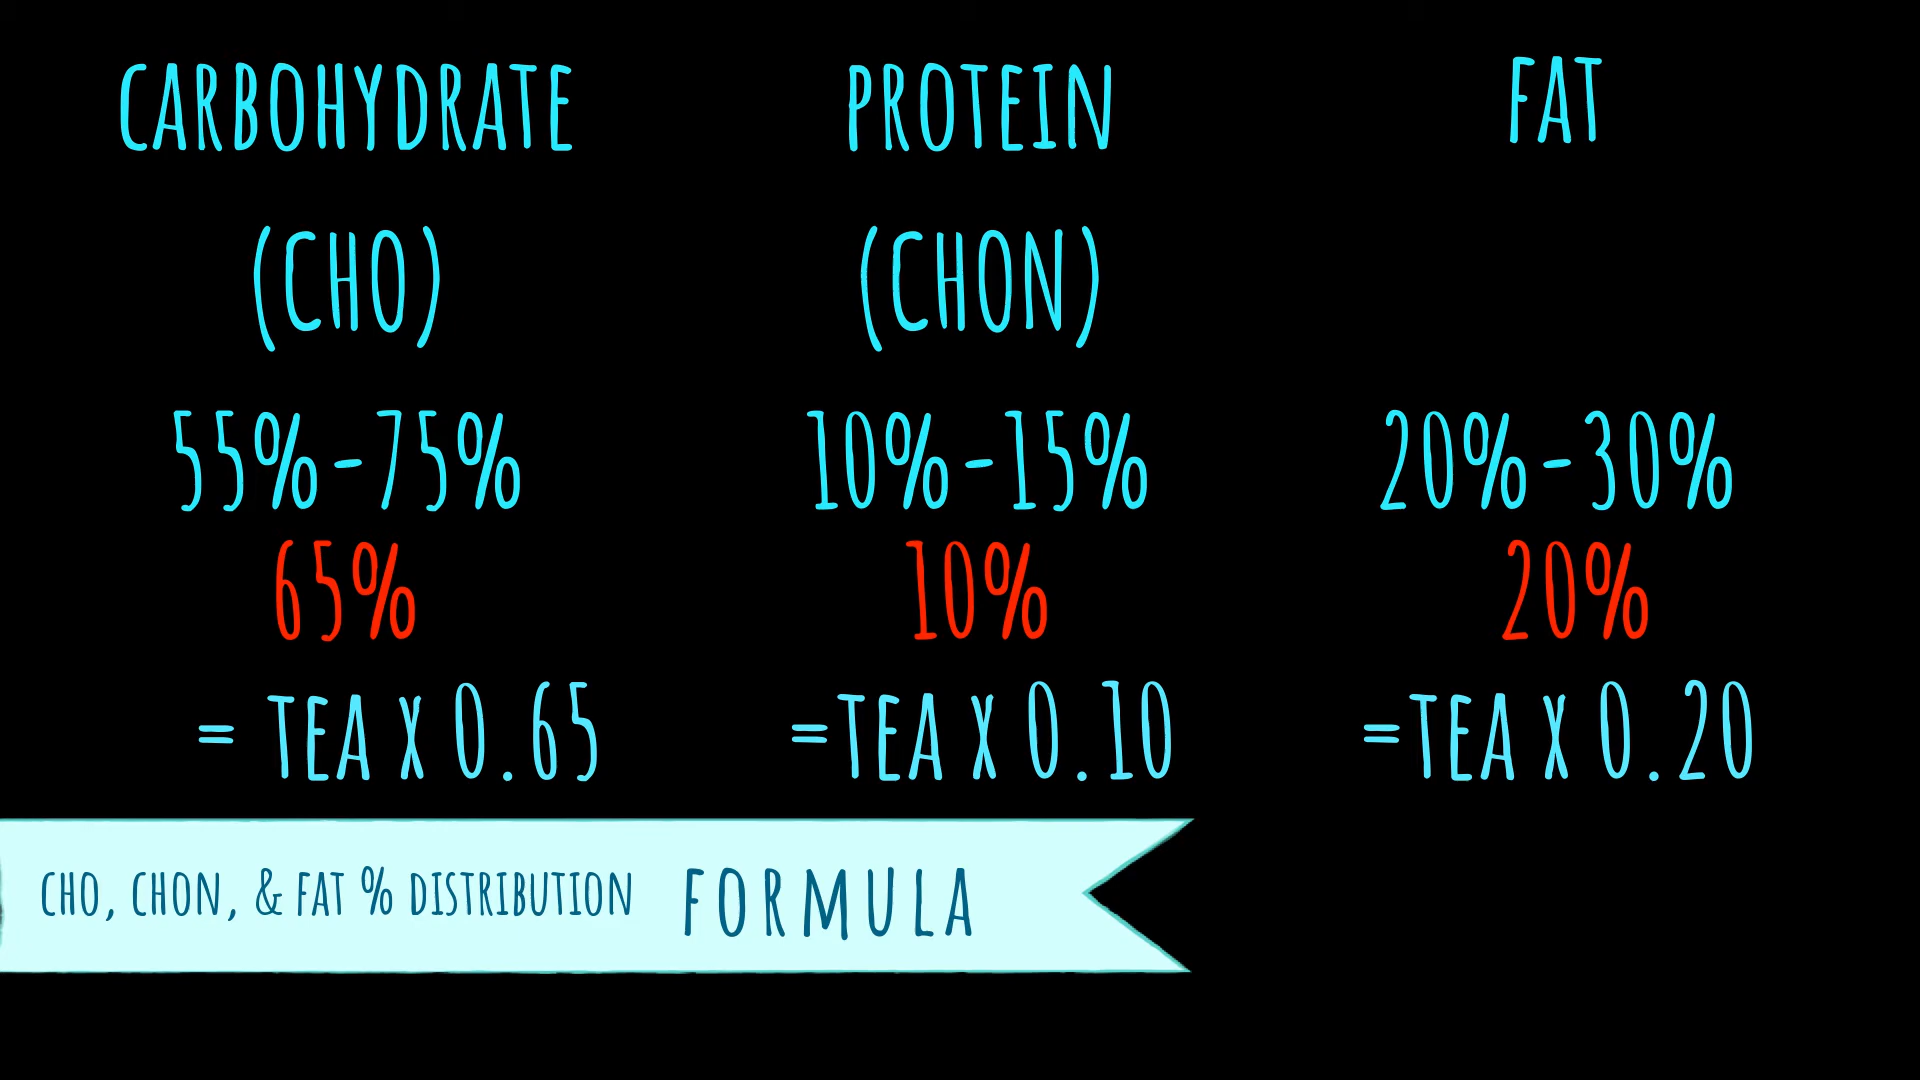 CARBOHYDRATE
(CHO)
55%-75%
65%
= TEA X 0.65
PROTEIN
(CHON)
10%-15%
10%
=TEA X 0.10
FAT
20%-30%
20%
=TEA X 0.20
CHO, CHON, & FAT % DISTRIBUTION FORMULA